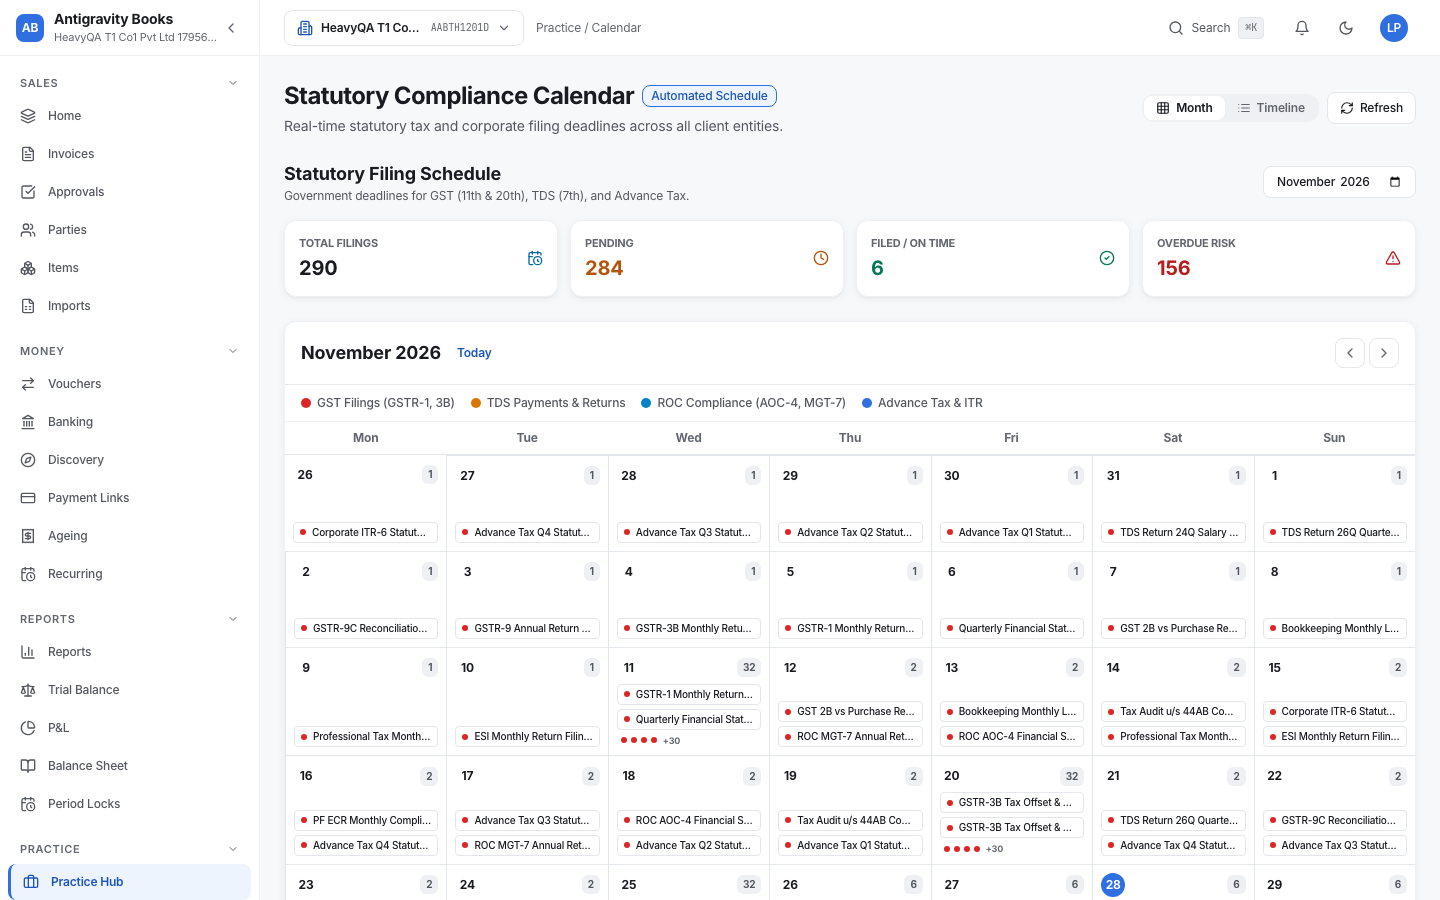 AB
Antigravity Books
HeavyQA T1 Co1 Pvt Ltd 17956...
SALES
Home
Invoices
Approvals
Parties
Items
Imports
MONEY
Vouchers
Banking
Discovery
Payment Links
Ageing
Recurring
REPORTS
Reports
Trial Balance
P&L
Balance Sheet
Period Locks
PRACTICE
Practice Hub
HeavyQA T1 Co... AABTH1201D
Practice / Calendar
Search ⌘K
LP
Statutory Compliance Calendar Automated Schedule
Real-time statutory tax and corporate filing deadlines across all client entities.
Month Timeline
Refresh
Statutory Filing Schedule
Government deadlines for GST (11th & 20th), TDS (7th), and Advance Tax.
November 2026
TOTAL FILINGS
290
PENDING
284
FILED / ON TIME
6
OVERDUE RISK
156
November 2026 Today
GST Filings (GSTR-1, 3B) TDS Payments & Returns ROC Compliance (AOC-4, MGT-7) Advance Tax & ITR
Mon Tue Wed Thu Fri Sat Sun
26 1 27 1 28 1 29 1 30 1 31 1 1 1
Corporate ITR-6 Statut... Advance Tax Q4 Statut... Advance Tax Q3 Statut... Advance Tax Q2 Statut... Advance Tax Q1 Statut... TDS Return 24Q Salary ... TDS Return 26Q Quarte...
2 1 3 1 4 1 5 1 6 1 7 1 8 1
GSTR-9C Reconciliatio... GSTR-9 Annual Return ... GSTR-3B Monthly Retu... GSTR-1 Monthly Return... Quarterly Financial Stat... GST 2B vs Purchase Re... Bookkeeping Monthly L...
9 1 10 1 11 32 12 2 13 2 14 2 15 2
GSTR-1 Monthly Return...
GST 2B vs Purchase Re... Bookkeeping Monthly L... Tax Audit u/s 44AB Co... Corporate ITR-6 Statut...
Quarterly Financial Stat...
Professional Tax Month... ESI Monthly Return Filin... +30 ROC MGT-7 Annual Ret... ROC AOC-4 Financial S... Professional Tax Month... ESI Monthly Return Filin...
16 2 17 2 18 2 19 2 20 32 21 2 22 2
GSTR-3B Tax Offset & ...
PF ECR Monthly Compli... Advance Tax Q3 Statut... ROC AOC-4 Financial S... Tax Audit u/s 44AB Co... GSTR-3B Tax Offset & ... TDS Return 26Q Quarte... GSTR-9C Reconciliatio...
Advance Tax Q4 Statut... ROC MGT-7 Annual Ret... Advance Tax Q2 Statut... Advance Tax Q1 Statut... +30 Advance Tax Q4 Statut... Advance Tax Q3 Statut...
23 2 24 2 25 32 26 6 27 6 28 6 29 6